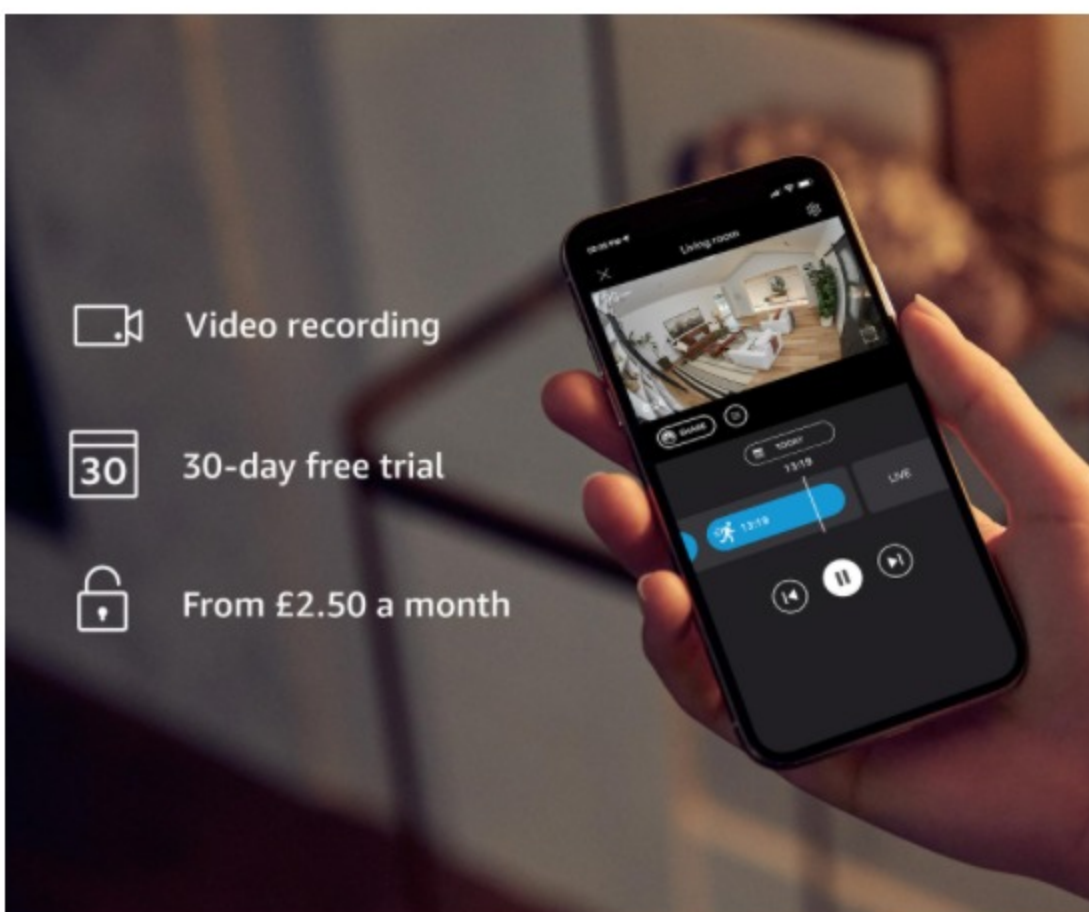 Video recording
30
30-day free trial
From £2.50 a month
Living room
SHARE
TODAY
13:19
13:19
LIVE